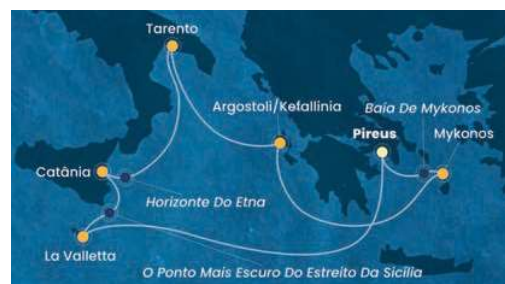 Tarento
Argostoli/Kefallinia
Baia De Mykonos
Pireus
Mykonos
Catânia
Horizonte Do Etna
La Valletta
O Ponto Mais Escuro Do Estreito Da Sicília